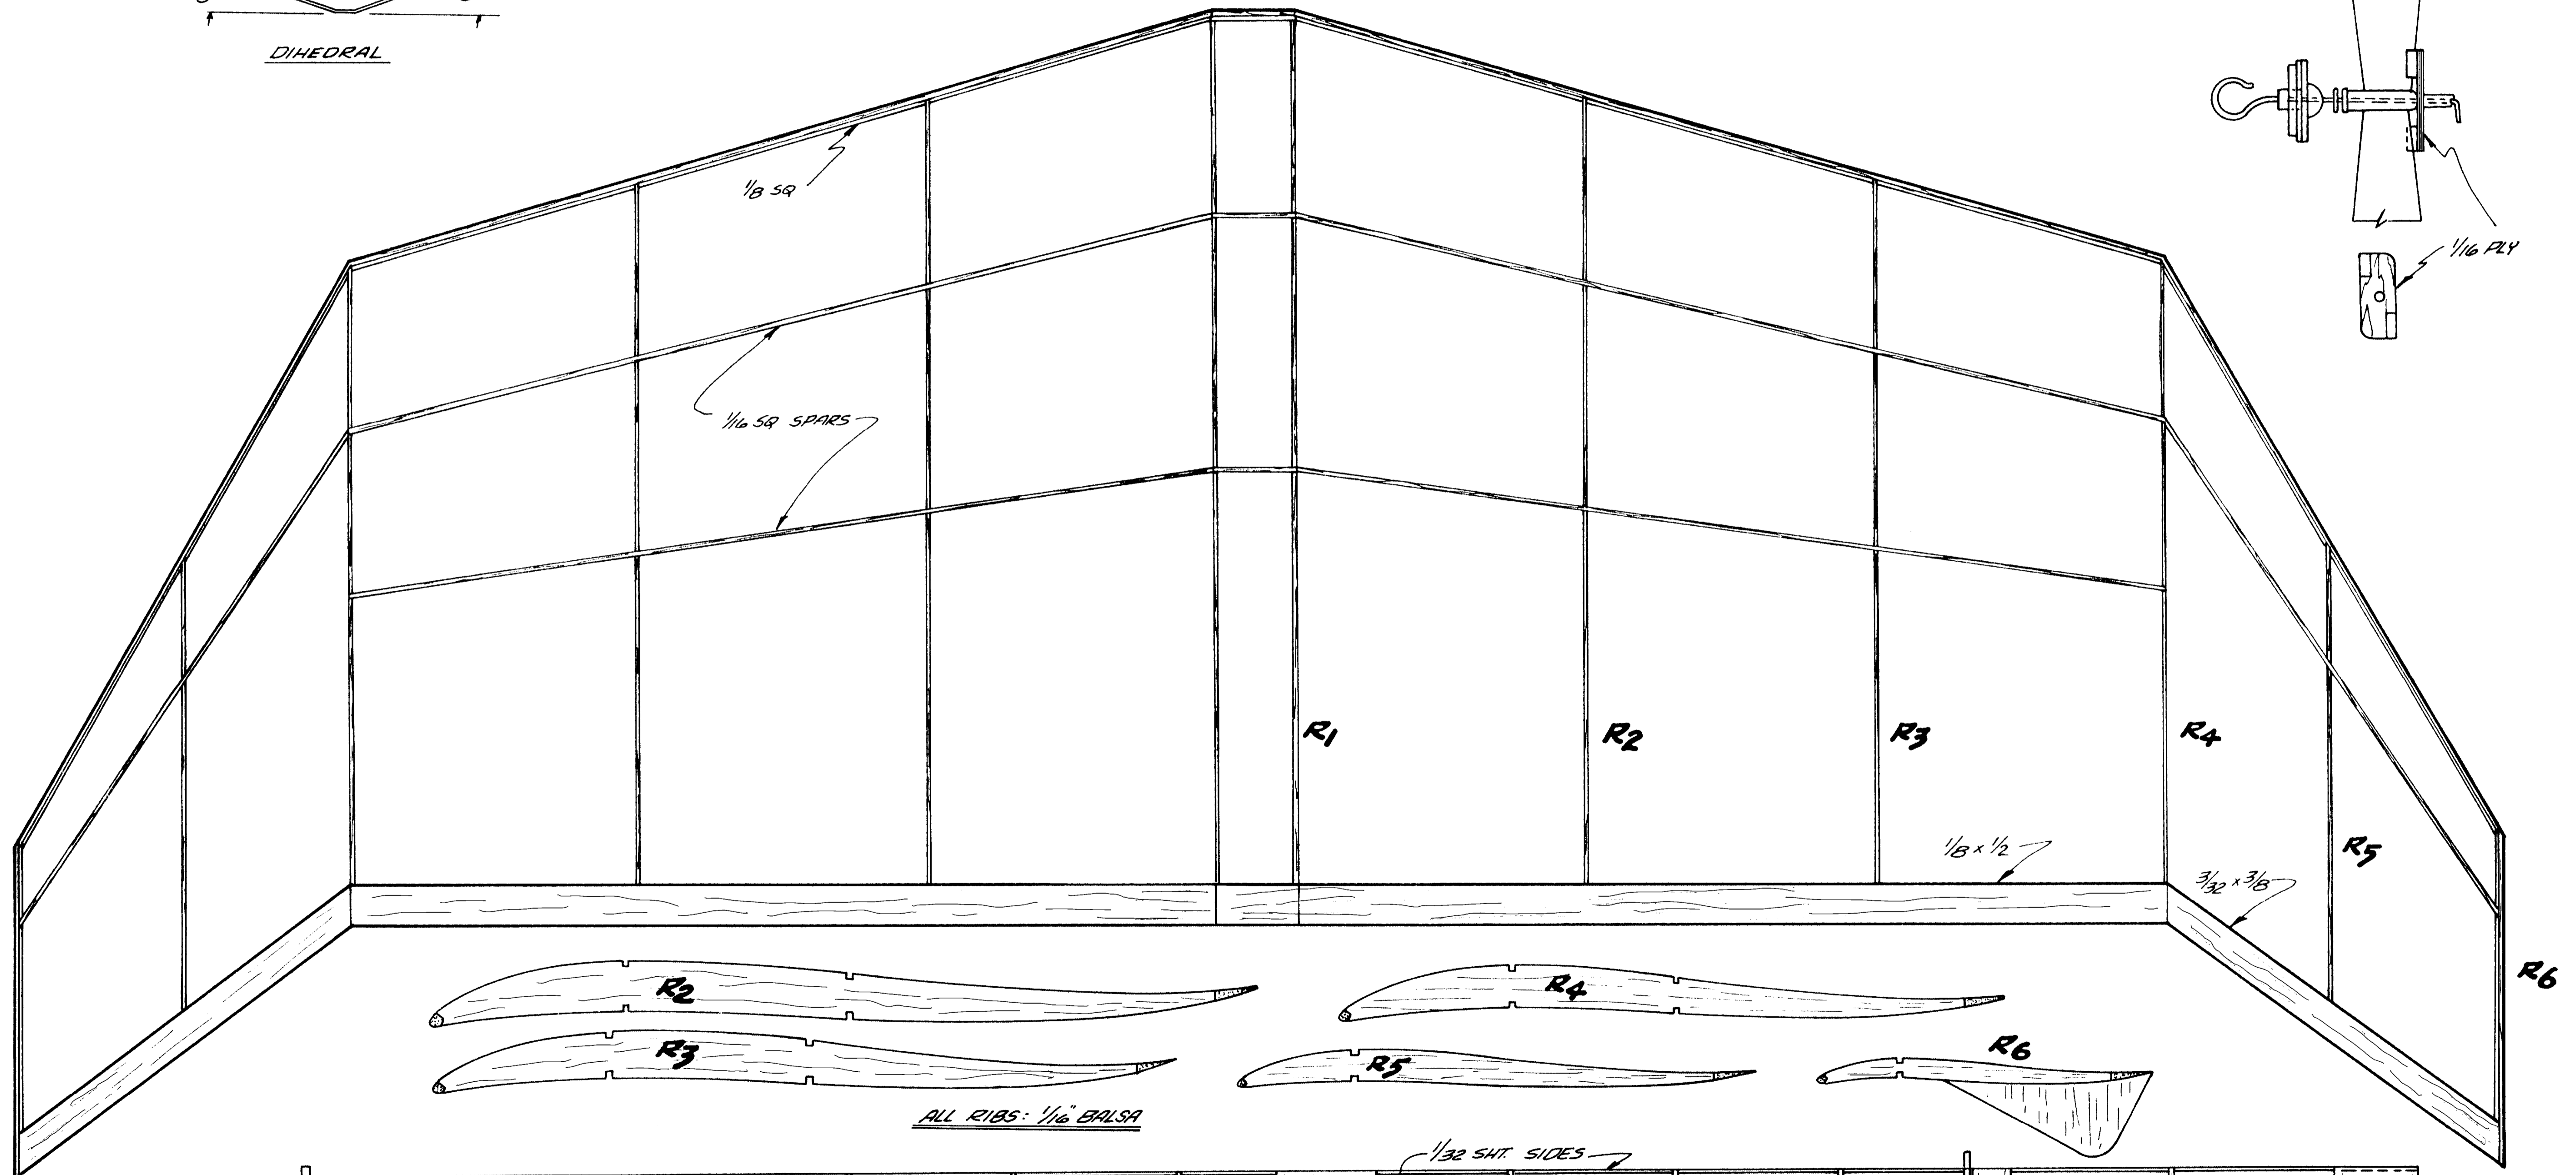 DIHEDRAL
1/8 SQ
1/16 PLY
1/16 SQ SPARS
R1
R2
R3
R4
1/8 x 1/2
R5
3/32 x 3/8
R6
R2
R4
R3
R5
R6
ALL RIBS: 1/16" BALSA
1/32 SHT. SIDES